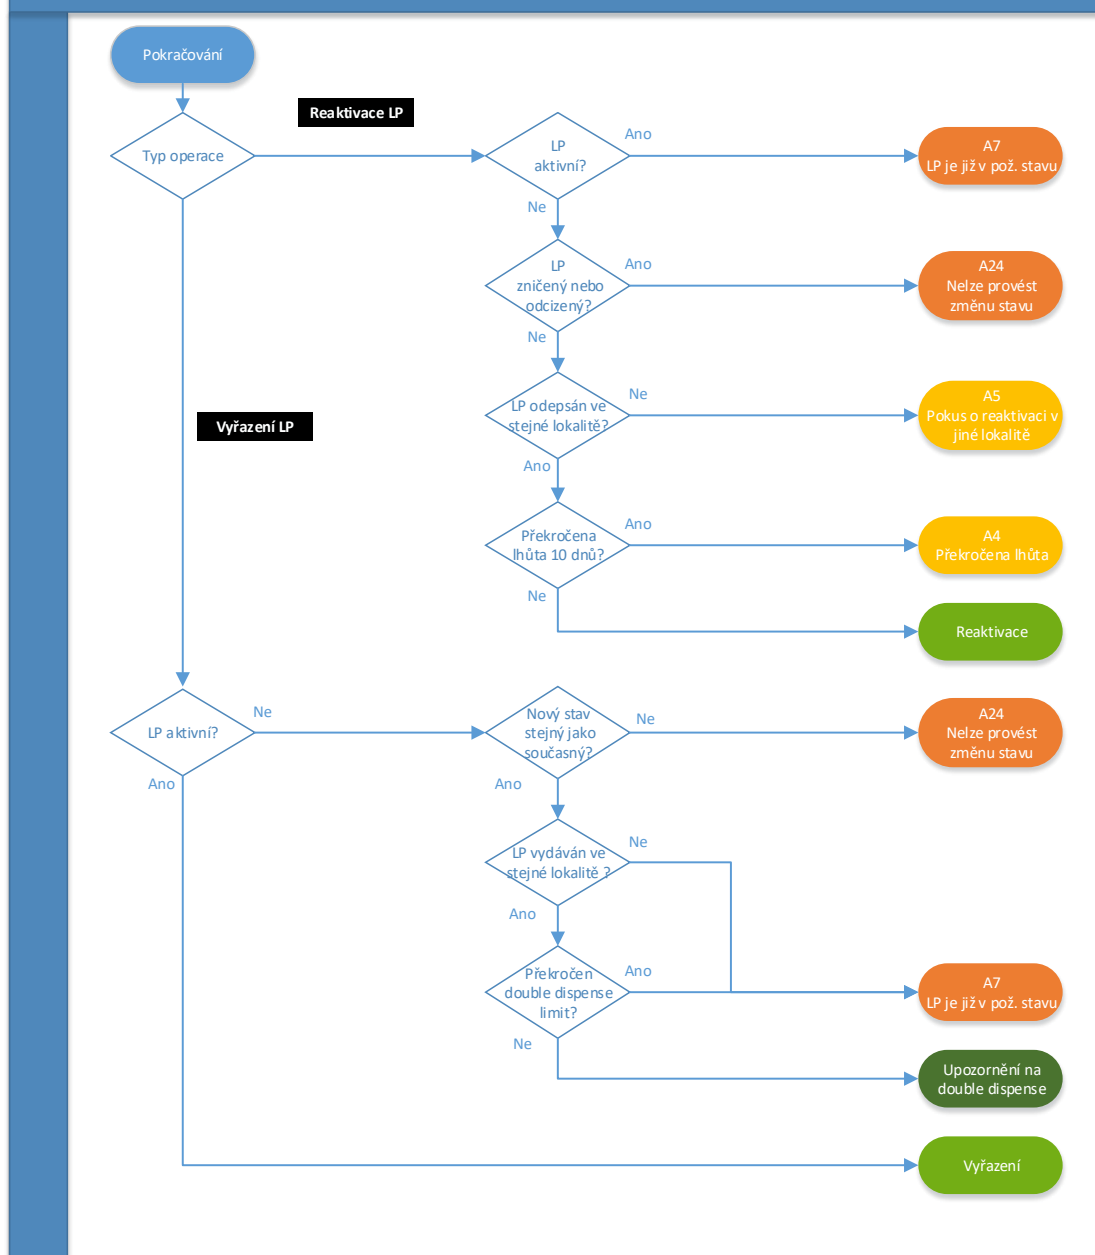 Pokračování
Reaktivace LP
Typ operace
LP
aktivní?
Ano
A7
LP je již v pož. stavu
Ne
LP
zničený nebo
odcizený?
Ano
A24
Nelze provést
změnu stavu
Ne
LP odepsán ve
stejné lokalitě?
Ne
A5
Pokus o reaktivaci v
jiné lokalitě
Vyřazení LP
Ano
Překročena
lhůta 10 dnů?
Ano
A4
Překročena lhůta
Ne
Reaktivace
LP aktivní?
Ne
Nový stav
stejný jako
současný?
Ne
A24
Nelze provést
změnu stavu
Ano
Ano
LP vydáván ve
stejné lokalitě ?
Ne
Ano
Překročen
double dispense
limit?
Ano
A7
LP je již v pož. stavu
Ne
Upozornění na
double dispense
Vyřazení